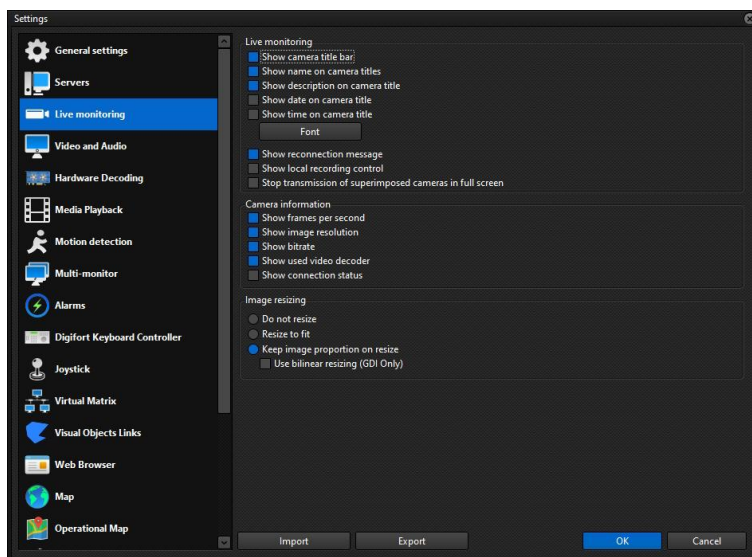 Settings
General settings
Servers
Live monitoring
Video and Audio
Hardware Decoding
Media Playback
Motion detection
Multi-monitor
Alarms
Digifort Keyboard Controller
Joystick
Virtual Matrix
Visual Objects Links
Web Browser
Map
Operational Map
Live monitoring
Show camera title bar
Show name on camera titles
Show description on camera title
Show date on camera title
Show time on camera title
Font
Show reconnection message
Show local recording control
Stop transmission of superimposed cameras in full screen
Camera information
Show frames per second
Show image resolution
Show bitrate
Show used video decoder
Show connection status
Image resizing
Do not resize
Resize to fit
Keep image proportion on resize
Use bilinear resizing (GDI Only)
Import
Export
OK
Cancel